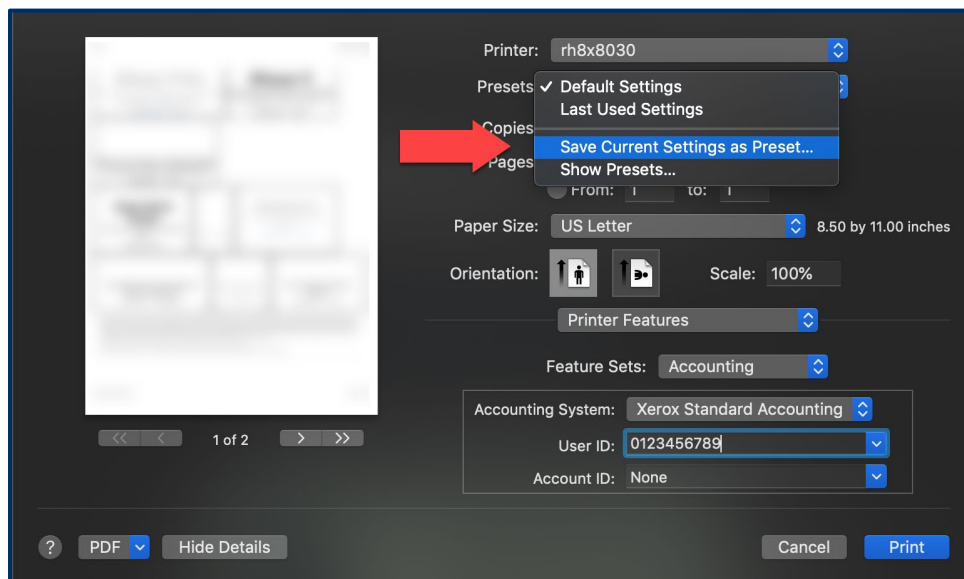 Printer: rh8x8030
Presets ✓ Default Settings
Last Used Settings
Copies
Save Current Settings as Preset...
Pages
Show Presets...
From: 1 to: 1
Paper Size: US Letter 8.50 by 11.00 inches
Orientation: Scale: 100%
Printer Features
Feature Sets: Accounting
Accounting System: Xerox Standard Accounting
<< < 1 of 2 > >>
User ID: 0123456789
Account ID: None
? PDF Hide Details Cancel Print